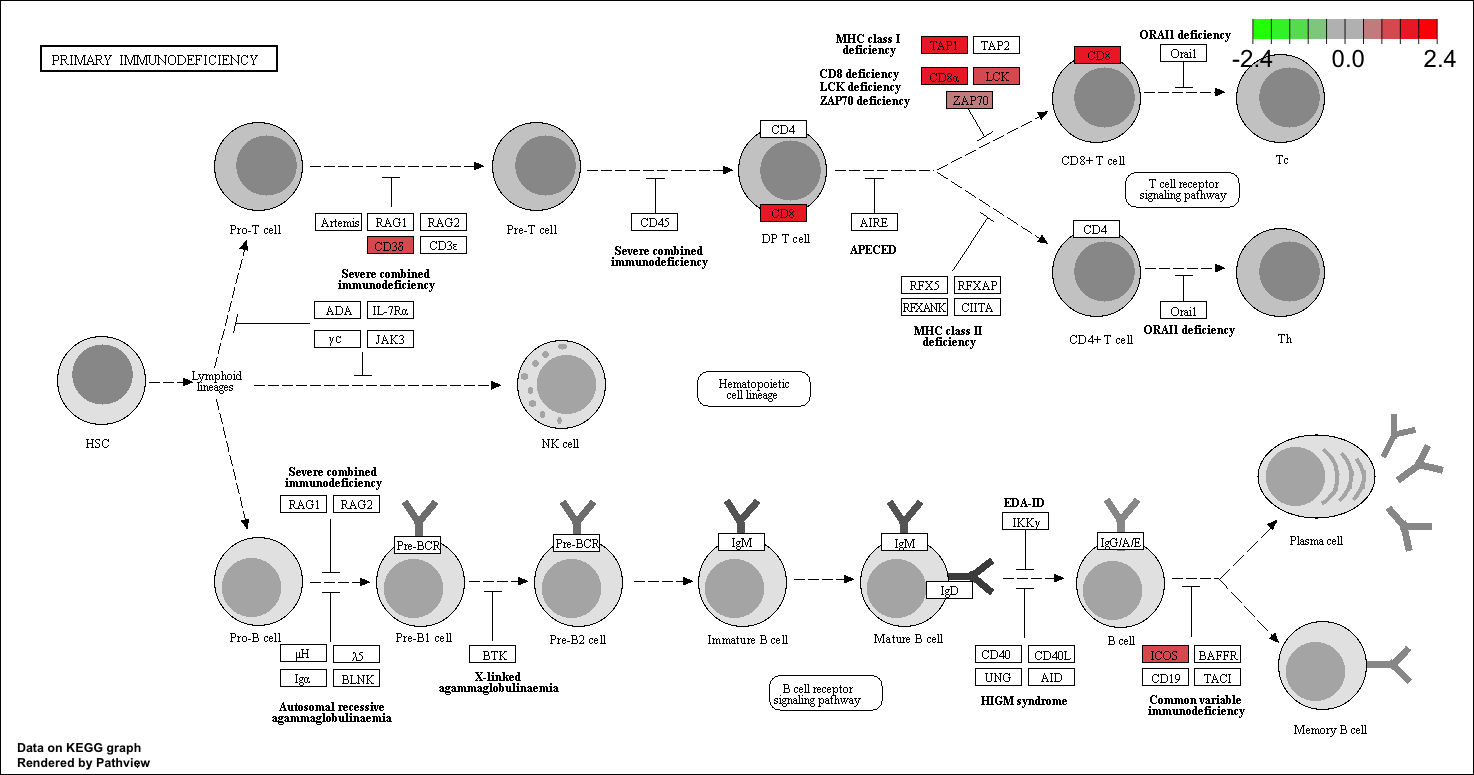 PRIMARY IMMUNODEFICIENCY
-2.4
0.0
2.4
MHC class I
deficiency
TAP1
TAP2
CD8 deficiency
LCK deficiency
ZAP70 deficiency
CD8α
LCK
ZAP70
CD8
CD8+ T cell
ORAI1 deficiency
Orai1
Tc
T cell receptor
signaling pathway
Pro-T cell
Artemis
RAG1
RAG2
CD3δ
CD3ε
Severe combined
immunodeficiency
Pre-T cell
CD45
Severe combined
immunodeficiency
CD4
CD8
DP T cell
AIRE
APECED
RFX5
RFXAP
RFXANK
CIITA
MHC class II
deficiency
CD4
CD4+ T cell
Orai1
ORAI1 deficiency
Th
ADA
IL-7Rα
γc
JAK3
HSC
Lymphoid
lineages
NK cell
Hematopoietic
cell lineage
Severe combined
immunodeficiency
RAG1
RAG2
Pro-B cell
μH
λ5
Igα
BLNK
Autosomal recessive
agammaglobulinaemia
Pre-BCR
Pre-B1 cell
BTK
X-linked
agammaglobulinaemia
Pre-BCR
Pre-B2 cell
IgM
Immature B cell
IgM
IgD
Mature B cell
B cell receptor
signaling pathway
EDA-ID
IKKγ
CD40
CD40L
UNG
AID
HIGM syndrome
IgG/A/E
B cell
ICOS
BAFFR
CD19
TACI
Common variable
immunodeficiency
Plasma cell
Memory B cell
Data on KEGG graph
Rendered by Pathview